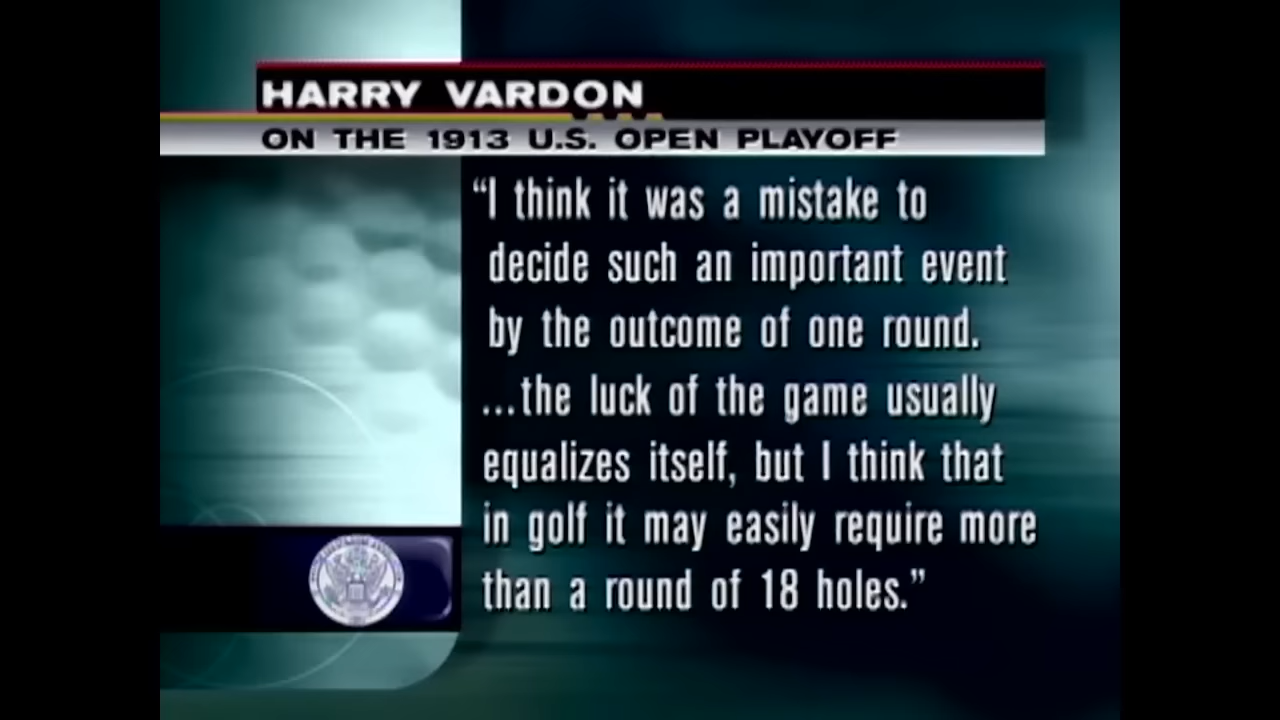 HARRY VARDON
ON THE 1913 U.S. OPEN PLAYOFF
“I think it was a mistake to
decide such an important event
by the outcome of one round.
...the luck of the game usually
equalizes itself, but I think that
in golf it may easily require more
than a round of 18 holes.”